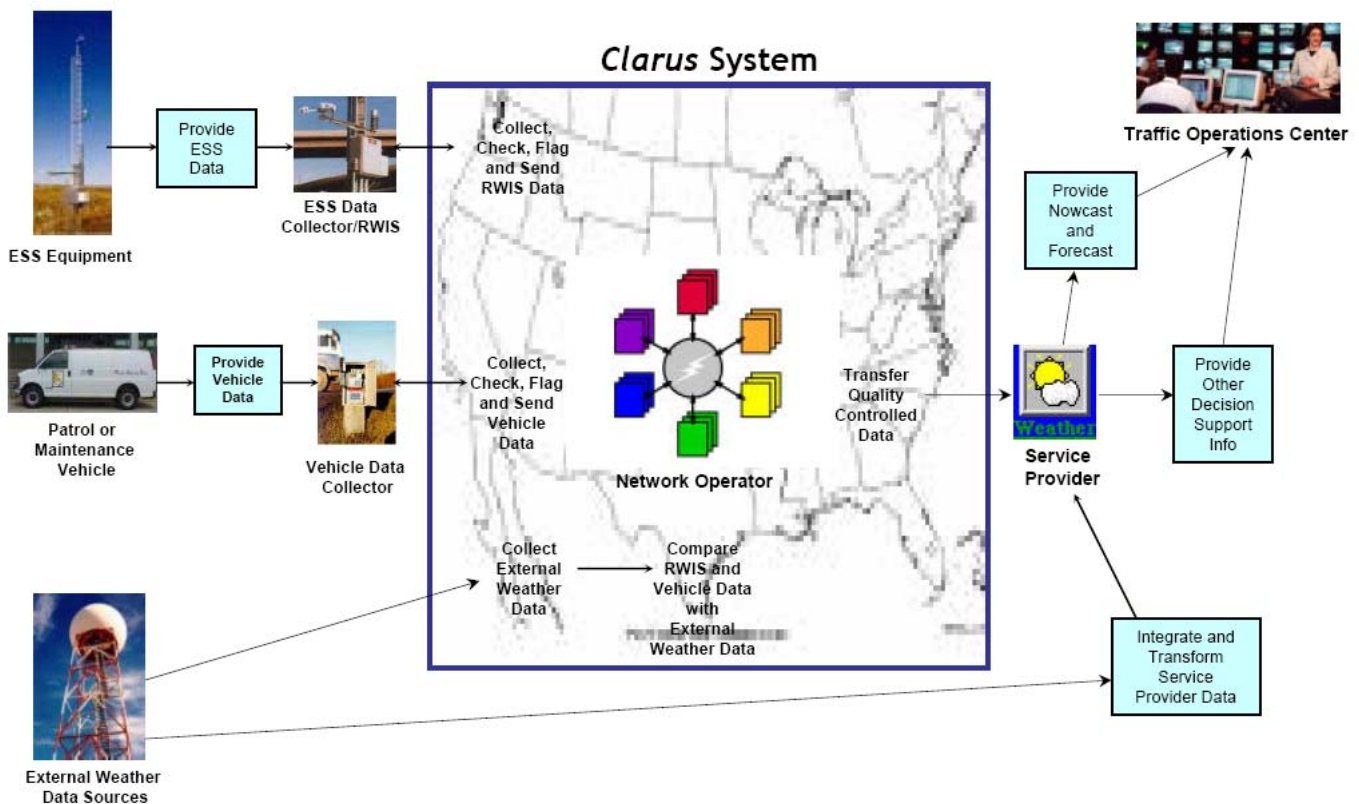 Clarus System
Provide
ESS
Data
ESS Equipment
ESS Data
Collector/RWIS
Collect,
Check, Flag
and Send
RWIS Data
Traffic Operations Center
Provide
Nowcast
and
Forecast
Patrol or
Maintenance
Vehicle
Provide
Vehicle
Data
Vehicle Data
Collector
Collect,
Check, Flag
and Send
Vehicle
Data
Network Operator
Transfer
Quality
Controlled
Data
Weather
Service
Provider
Provide
Other
Decision
Support
Info
Collect
External
Weather
Data
Compare
RWIS and
Vehicle Data
with
External
Weather Data
Integrate and
Transform
Service
Provider Data
External Weather
Data Sources